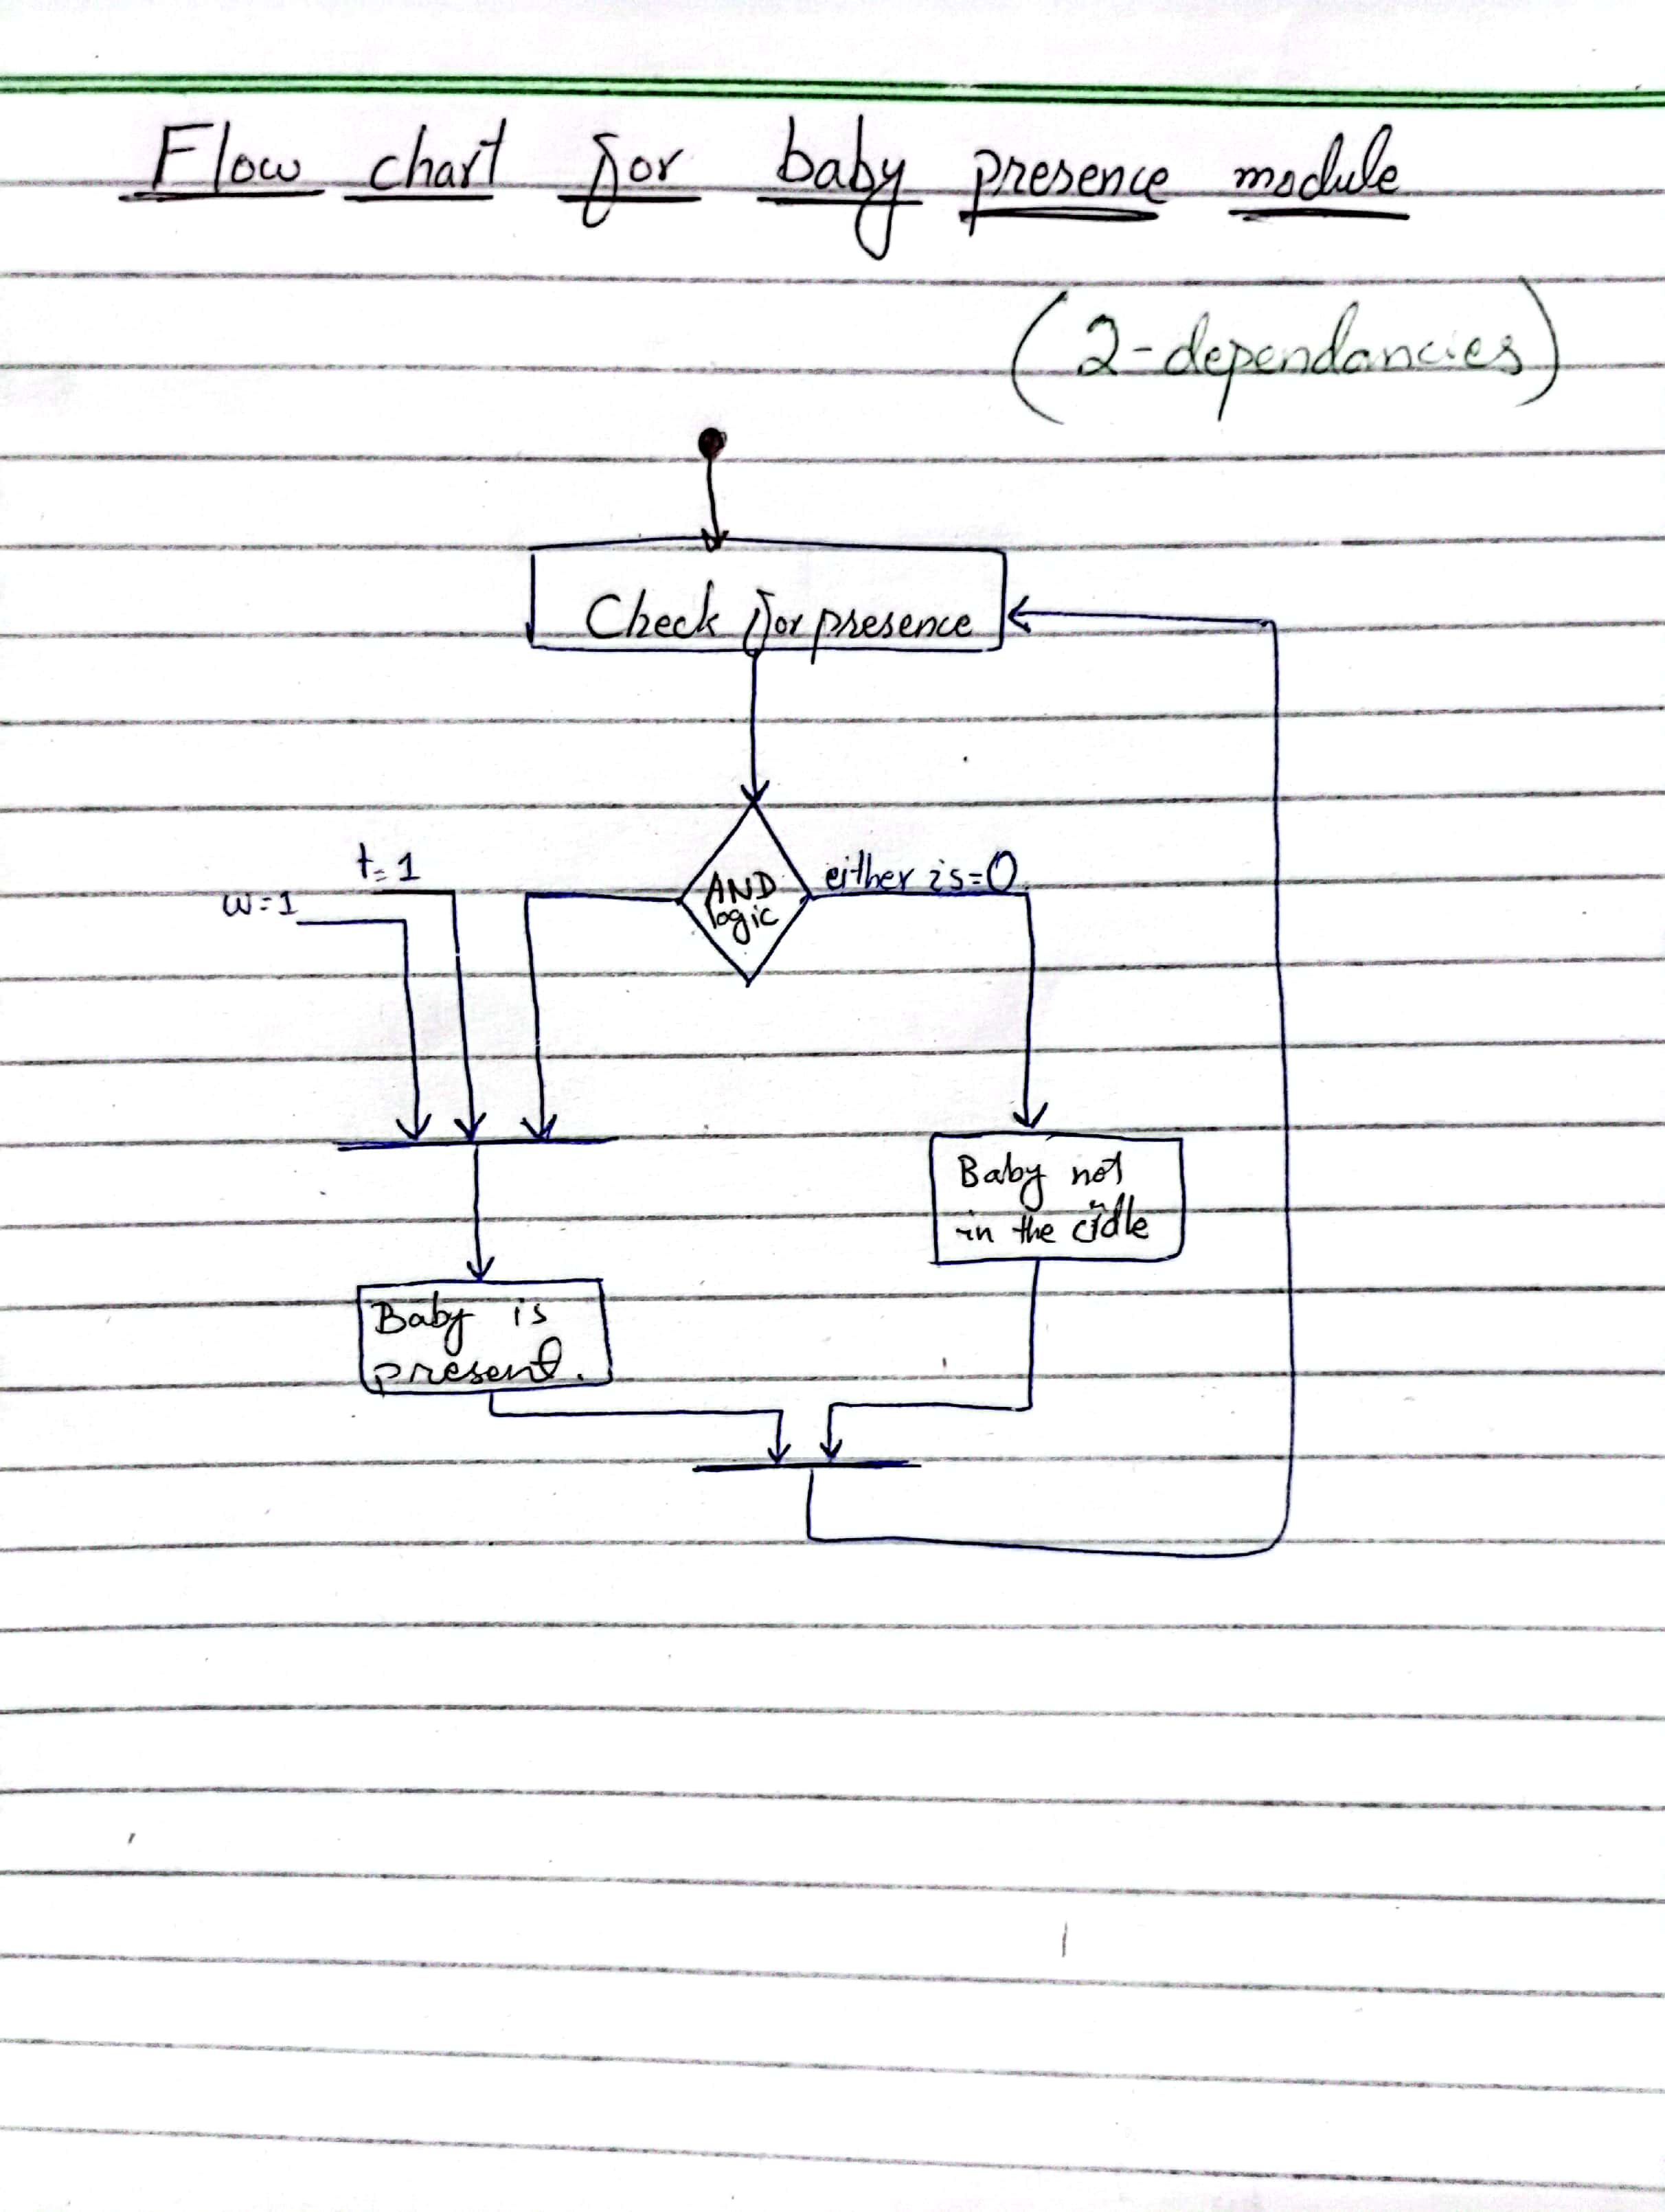 Flow chart for baby presence module
(2-dependancies)
Check for presence
t=1
w=1
AND
logic
either is=0
Baby not
in the
Baby is
present.